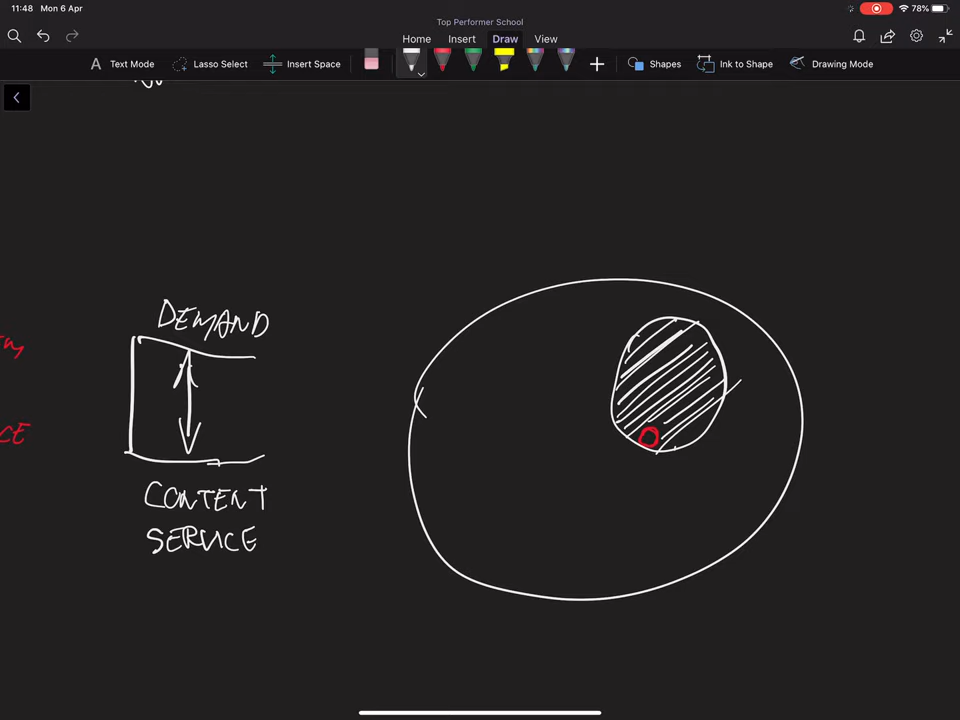 11:48 Mon 6 Apr
78%
Top Performer School
Home Insert Draw View
Text Mode Lasso Select Insert Space Shapes Ink to Shape Drawing Mode
DEMAND
CONTENT
SERVICE